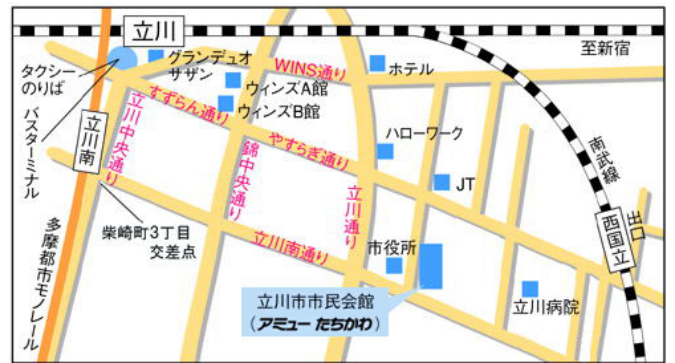 立川
至新宿
グランデュオ
サザン
WINS通り
ホテル
タクシー
のりば
ウィンズA館
ウィンズB館
すずらん通り
バスターミナル
立川南
立川中央通り
ハローワーク
やすらぎ通り
南武線
錦中央通り
立川通り
JT
柴崎町3丁目
交差点
出口
西国立
多摩都市モノレール
立川南通り
市役所
立川市市民会館
(アミューたちかわ)
立川病院